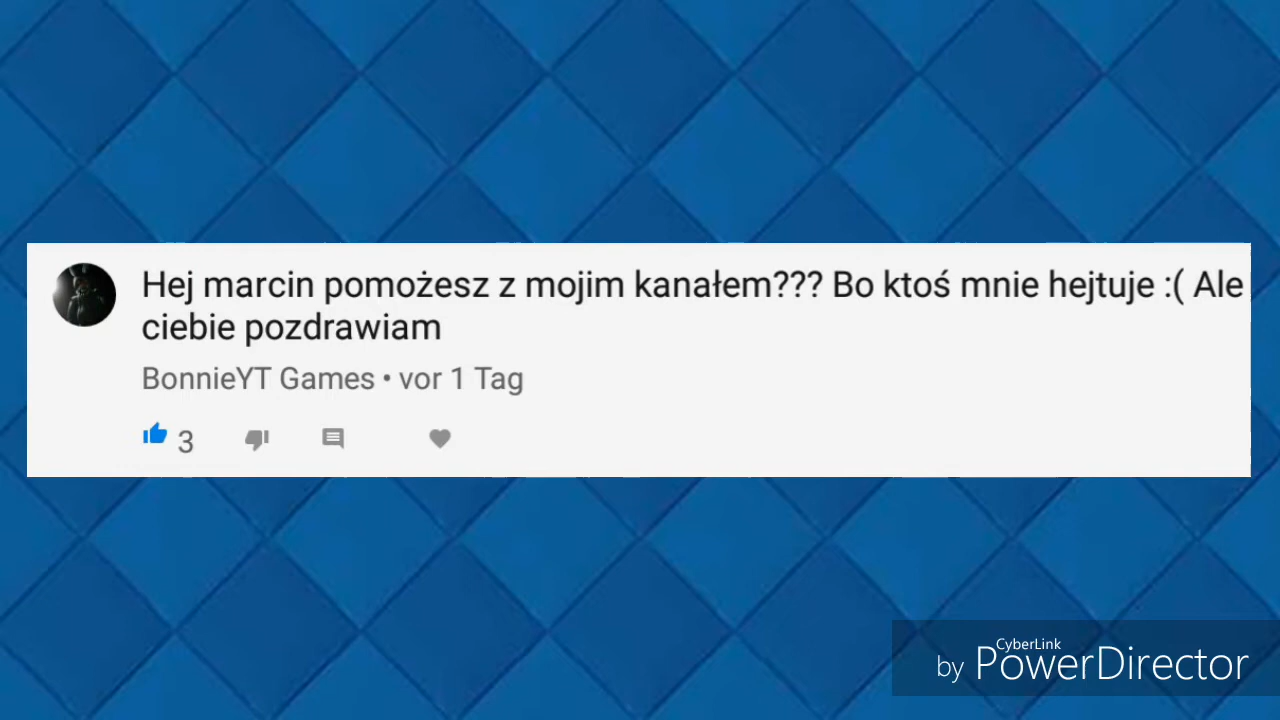 Hej marcin pomożesz z mojim kanałem??? Bo ktoś mnie hejtuje :( Ale
ciebie pozdrawiam
BonnieYT Games • vor 1 Tag
3
CyberLink
by PowerDirector